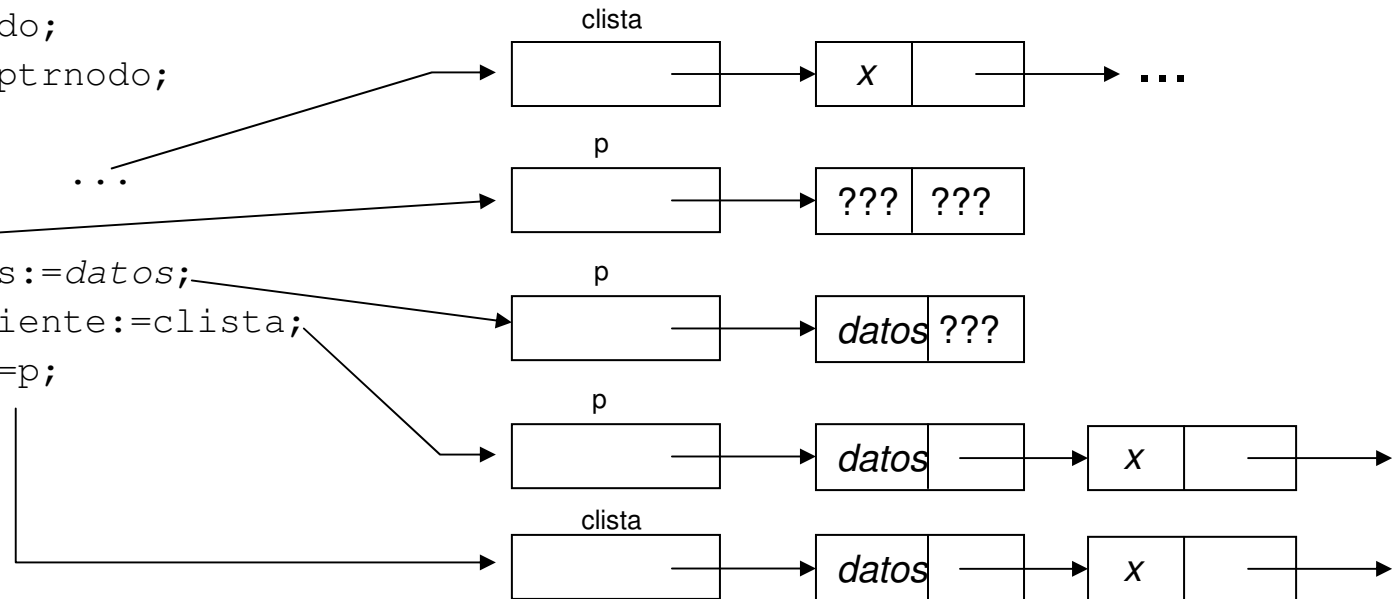 do;
ptrnodo;
...
s:=datos;
iente:=clista;
=p;
clista
x ...
p
??? ???
p
datos ???
p
datos x
clista
datos x